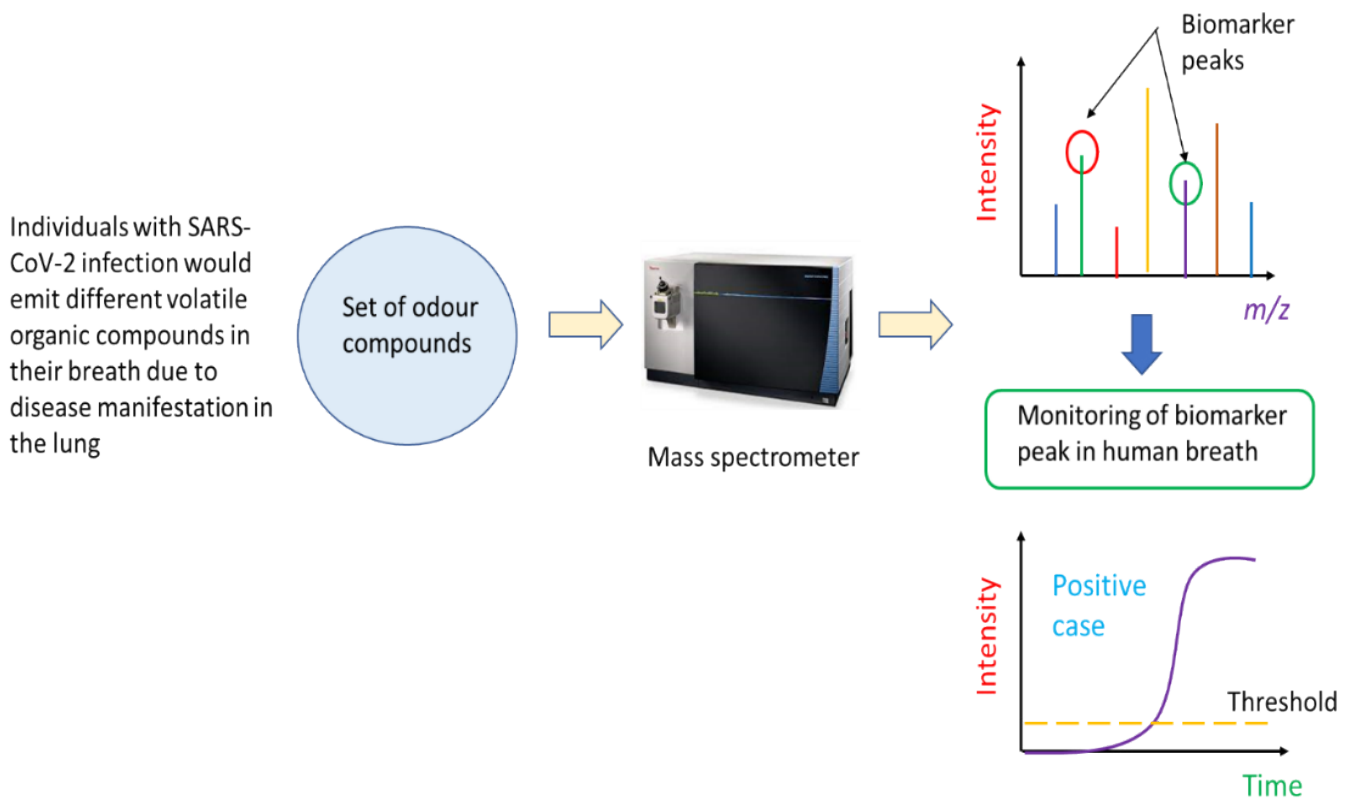 Individuals with SARS-
CoV-2 infection would
emit different volatile
organic compounds in
their breath due to
disease manifestation in
the lung
Set of odour
compounds
Mass spectrometer
Biomarker
peaks
Intensity
m/z
Monitoring of biomarker
peak in human breath
Intensity
Positive
case
Threshold
Time